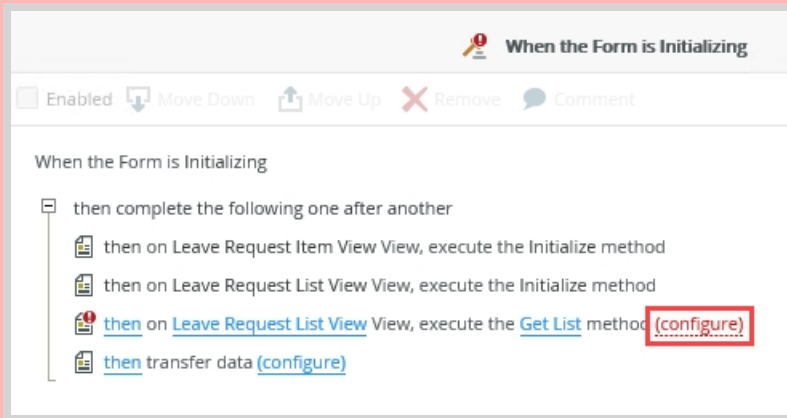 When the Form is Initializing
Enabled Move Down Move Up Remove Comment
When the Form is Initializing
then complete the following one after another
then on Leave Request Item View View, execute the Initialize method
then on Leave Request List View View, execute the Initialize method
then on Leave Request List View View, execute the Get List method (configure)
then transfer data (configure)